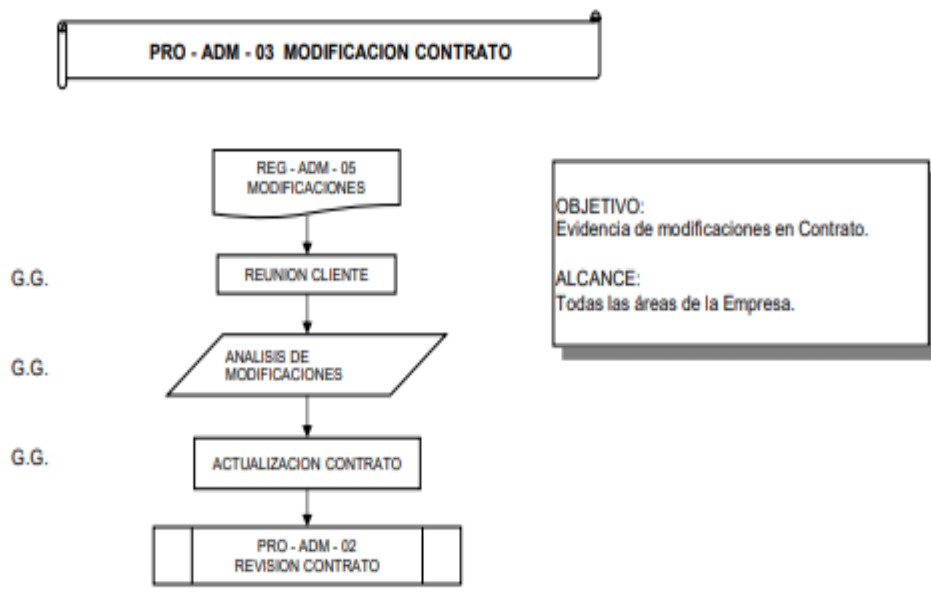 PRO - ADM - 03 MODIFICACION CONTRATO
REG - ADM - 05
MODIFICACIONES
OBJETIVO:
Evidencia de modificaciones en Contrato.
ALCANCE:
Todas las áreas de la Empresa.
G.G.
REUNION CLIENTE
G.G.
ANALISIS DE
MODIFICACIONES
G.G.
ACTUALIZACION CONTRATO
PRO - ADM - 02
REVISION CONTRATO